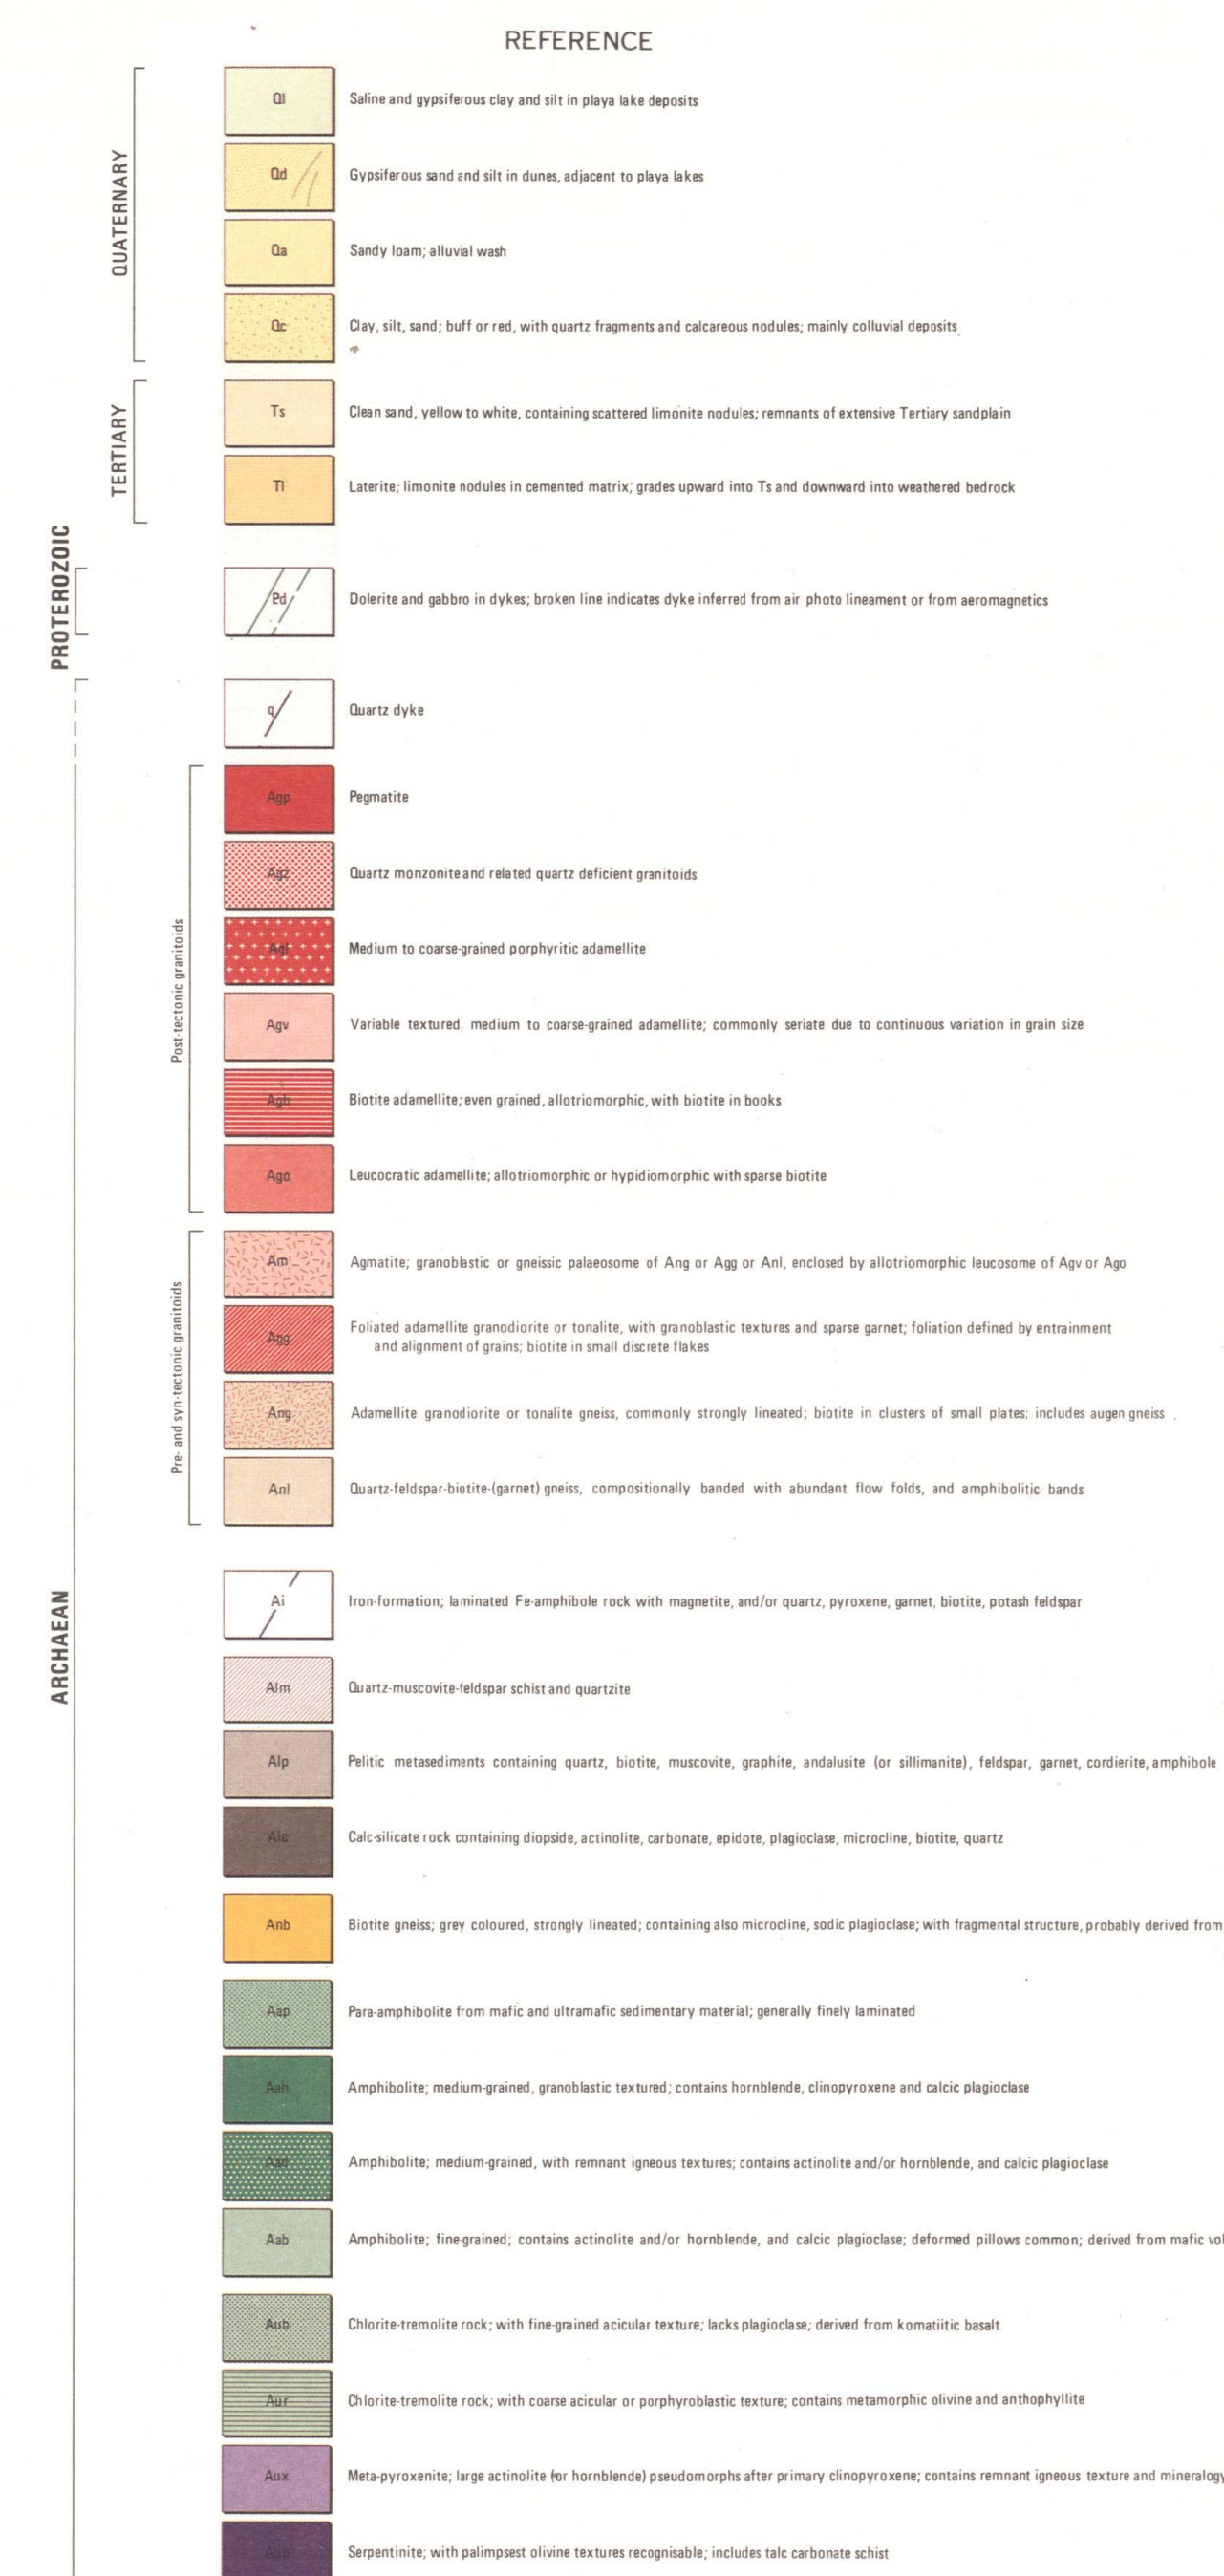 REFERENCE
QUATERNARY
Ql Saline and gypsiferous clay and silt in playa lake deposits
Qd Gypsiferous sand and silt in dunes, adjacent to playa lakes
Qa Sandy loam; alluvial wash
Qc Clay, silt, sand; buff or red, with quartz fragments and calcareous nodules; mainly colluvial deposits
TERTIARY
Ts Clean sand, yellow to white, containing scattered limonite nodules; remnants of extensive Tertiary sandplain
Tl Laterite; limonite nodules in cemented matrix; grades upward into Ts and downward into weathered bedrock
PROTEROZOIC
Pd Dolerite and gabbro in dykes; broken line indicates dyke inferred from air photo lineament or from aeromagnetics
ARCHAEAN
q Quartz dyke
Post-tectonic granitoids
Agp Pegmatite
Agz Quartz monzonite and related quartz deficient granitoids
Agl Medium to coarse-grained porphyritic adamellite
Agv Variable textured, medium to coarse-grained adamellite; commonly seriate due to continuous variation in grain size
Agb Biotite adamellite; even grained, allotriomorphic, with biotite in books
Ago Leucocratic adamellite; allotriomorphic or hypidiomorphic with sparse biotite
Pre- and syn-tectonic granitoids
Am Agmatite; granoblastic or gneissic palaeosome of Ang or Agg or Anl, enclosed by allotriomorphic leucosome of Agv or Ago
Agg Foliated adamellite granodiorite or tonalite, with granoblastic textures and sparse garnet; foliation defined by entrainment
and alignment of grains; biotite in small discrete flakes
Ang Adamellite granodiorite or tonalite gneiss, commonly strongly lineated; biotite in clusters of small plates; includes augen gneiss
Anl Quartz-feldspar-biotite-(garnet) gneiss, compositionally banded with abundant flow folds, and amphibolitic bands
Ai Iron-formation; laminated Fe-amphibole rock with magnetite, and/or quartz, pyroxene, garnet, biotite, potash feldspar
Alm Quartz-muscovite-feldspar schist and quartzite
Alp Pelitic metasediments containing quartz, biotite, muscovite, graphite, andalusite (or sillimanite), feldspar, garnet, cordierite, amphibole
Alc Calc-silicate rock containing diopside, actinolite, carbonate, epidote, plagioclase, microcline, biotite, quartz
Anb Biotite gneiss; grey coloured, strongly lineated; containing also microcline, sodic plagioclase; with fragmental structure, probably derived from
Aap Para-amphibolite from mafic and ultramafic sedimentary material; generally finely laminated
Aah Amphibolite; medium-grained, granoblastic textured; contains hornblende, clinopyroxene and calcic plagioclase
Amphibolite; medium-grained, with remnant igneous textures; contains actinolite and/or hornblende, and calcic plagioclase
Aab Amphibolite; fine-grained; contains actinolite and/or hornblende, and calcic plagioclase; deformed pillows common; derived from mafic vol
Aub Chlorite-tremolite rock; with fine-grained acicular texture; lacks plagioclase; derived from komatiitic basalt
Aur Chlorite-tremolite rock; with coarse acicular or porphyroblastic texture; contains metamorphic olivine and anthophyllite
Aux Meta-pyroxenite; large actinolite (or hornblende) pseudomorphs after primary clinopyroxene; contains remnant igneous texture and mineralogy
Serpentinite; with palimpsest olivine textures recognisable; includes talc carbonate schist